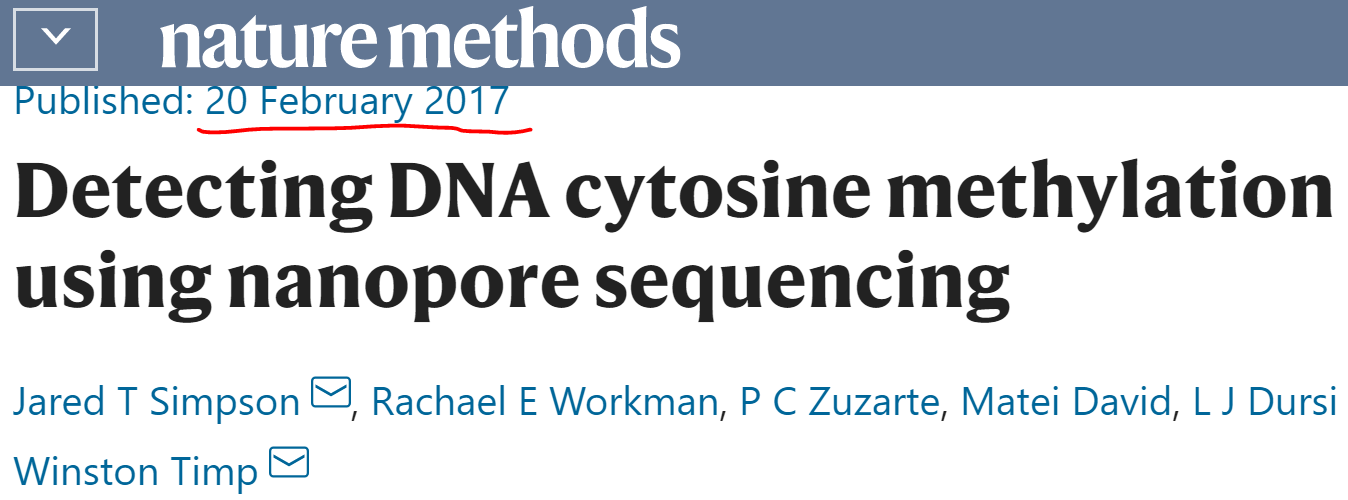 nature methods
Published: 20 February 2017
Detecting DNA cytosine methylation
using nanopore sequencing
Jared T Simpson, Rachael E Workman, P C Zuzarte, Matei David, L J Dursi
Winston Timp